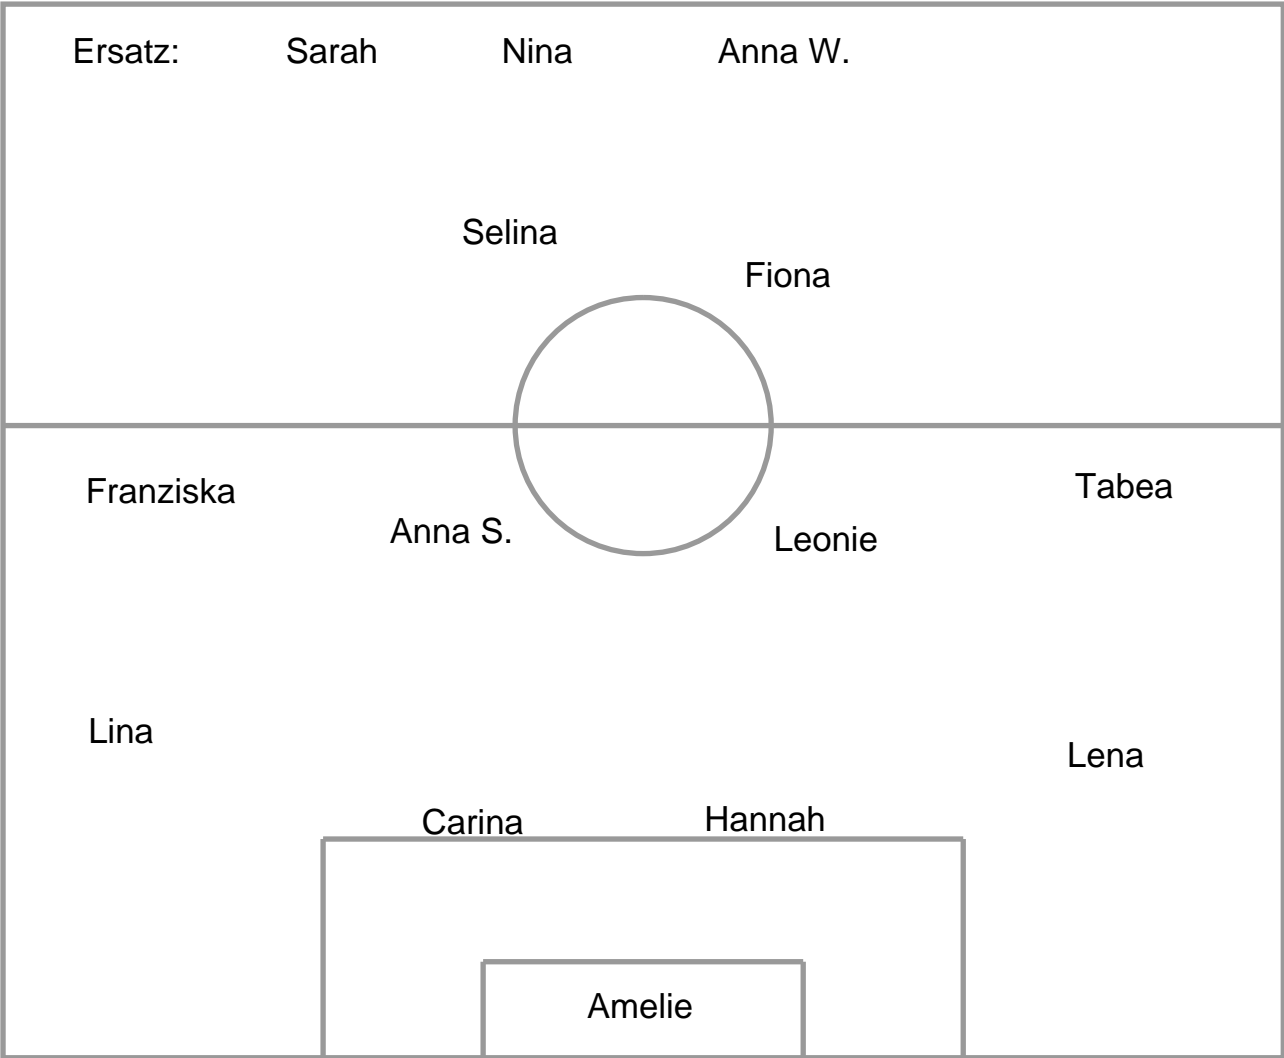 Ersatz: Sarah Nina Anna W.
Selina
Fiona
Franziska
Tabea
Anna S.
Leonie
Lina
Lena
Carina
Hannah
Amelie